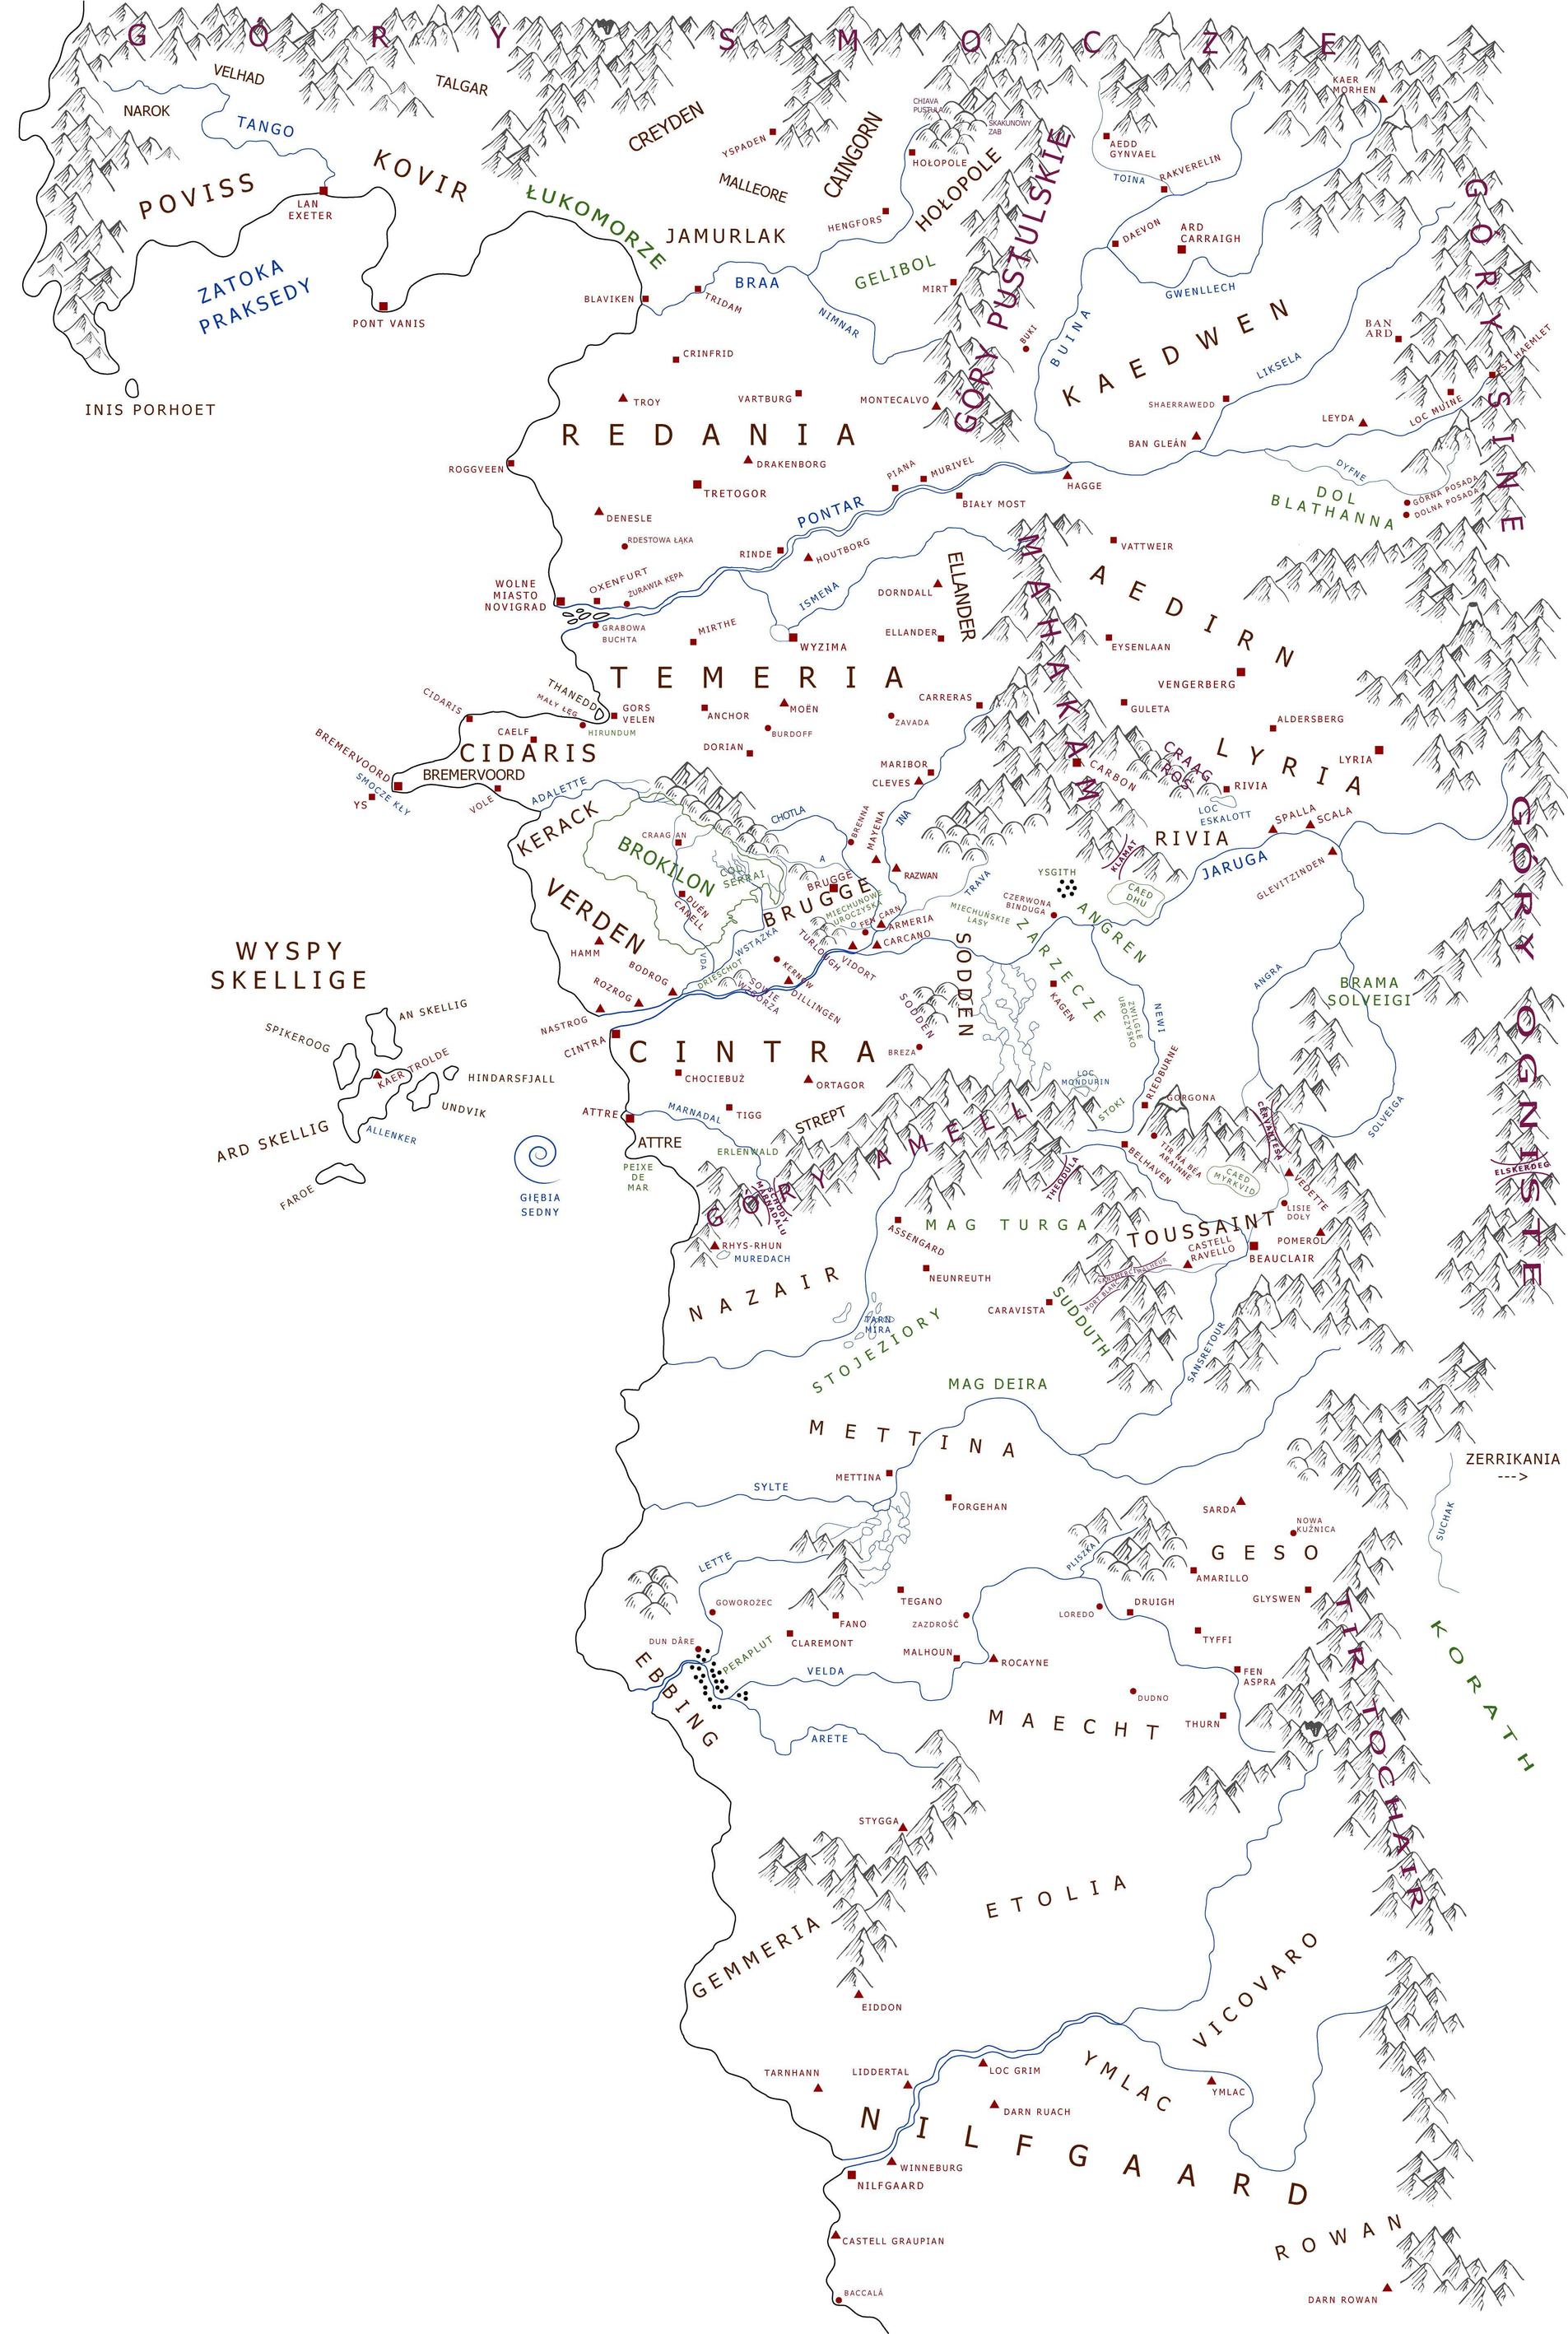 GÓRY SMOCZE
VELHAD
TALGAR
NAROK
TANGO
KOVIR
POVISS
LAN
EXETER
ZATOKA
PRAKSEDY
PONT VANIS
INIS PORHOET
CREYDEN
YSPADEN
MALLEORE
CAINGORN
CHIAVA
PUSTUŁA
SKAKUNOWY
ZĄB
HOŁOPOLE
HOŁOPOLE
HENGFORS
ŁUKOMORZE
JAMURLAK
BRAA
GELIBOL
MIRT
NIMNAR
BLAVIKEN
TRIDAM
GÓRY PUSTULSKIE
KAER
MORHEN
AEDD
GYNVAEL
TOINA
RAKVERELIN
DAEVON
ARD
CARRAIGH
GWENLLECH
BUINA
BUKI
KAEDWEN
BAN
ARD
LIKSELA
SHAERRAWEDD
BAN GLEÁN
LEYDA
LOC MUINE
GÓRY SINE
DYFNE
DOL
BLATHANNA
GÓRNA POSADA
DOLNA POSADA
CRINFRID
TROY
VARTBURG
MONTECALVO
REDANIA
ROGGVEEN
DRAKENBORG
TRETOGOR
PIANA
MURIVEL
HAGGE
BIAŁY MOST
PONTAR
DENESLE
RDESTOWA ŁĄKA
RINDE
HOUTBORG
OXENFURT
ŻURAWIA KĘPA
WOLNE
MIASTO
NOVIGRAD
GRABOWA
BUCHTA
ISMENA
MIRTHE
WYZIMA
DORNDALL
ELLANDER
ELLANDER
MAHAKAM
VATTWEIR
AEDIRN
EYSENLAAN
VENGERBERG
GULETA
ALDERSBERG
TEMERIA
THANEDD
MAŁY ŁĘG
GORS
VELEN
HIRUNDUM
ANCHOR
MOËN
BURDOFF
DORIAN
ZAVADA
CARRERAS
CIDARIS
CAELF
CIDARIS
BREMERVOORD
BREMERVOORD
SMOCZE KŁY
YS
VOLE
ADALETTE
MARIBOR
CLEVES
CARBON
CRAAG
ROS
LYRIA
LYRIA
RIVIA
LOC
ESKALOTT
RIVIA
SPALLA
SCALA
KLAMAT
JARUGA
GLEVITZINDEN
KERACK
BROKILON
CRAAG AN
COL
SERRAI
CHOTLA
BRENNA
MAYENA
INA
RAZWAN
TRAVA
VERDEN
DUÉN
CANELL
BRUGGE
BRUGGE
MIECHUNOWE
UROCZYSKO
FEN CARN
ARMERIA
CARCANO
MIECHUŃSKIE
LASY
YSGITH
CZERWONA
BINDUGA
CAED
DHU
ANGREN
ZARZECZE
WYSPY
SKELLIGE
HAMM
BODROG
ROZROG
NASTROG
VDA
DRIESCHOT
WSTĄŻKA
TURLOUGH
VIDORT
KERNOW
SOWIE
WZGÓRZA
DILLINGEN
SODDEN
SODDEN
KAGEN
ZWILGŁE
UROCZYSKO
NEWI
ANGRA
BRAMA
SOLVEIGI
GÓRY OGNISTE
SPIKEROOG
AN SKELLIG
KAER TROLDE
HINDARSFJALL
UNDVIK
ARD SKELLIG
ALLENKER
FAROE
GIĘBIA
SEDNY
CINTRA
CINTRA
CHOCIEBUŻ
ORTAGOR
BREZA
ATTRE
MARNADAL
TIGG
STREPT
ATTRE
ERLENWALD
PEIXE
DE
MAR
LOC
MONDURIN
STOKI
RIEDBURNE
GORGONA
CERVANTESA
SOLVEIGA
ELSKERDEG
GÓRY AMELL
SCHODY
MARNADALU
THEODULA
BELHAVEN
TIR NA BÉA
ARAINNE
CAED
MYRKVID
VEDETTE
LISIE
DOŁY
RHYS-RHUN
MUREDACH
NAZAIR
ASSENGARD
MAG TURGA
NEUNREUTH
TOUSSAINT
CASTELL
RAVELLO
POMEROL
BEAUCLAIR
SANSMERCI
MALHEUR
MORT BLANC
CARAVISTA
SUDDUTH
TARN
MIRA
STOJEZIORY
SANSRETOUR
MAG DEIRA
METTINA
METTINA
SYLTE
FORGEHAN
ZERRIKANIA
--->
SUCHAK
SARDA
NOWA
KUŹNICA
GESO
PLISZKA
AMARILLO
GLYSWEN
LETTE
GOWOROŻEC
TEGANO
FANO
ZAZDROŚĆ
LOREDO
DRUIGH
CLAREMONT
TYFFI
DUN DÂRE
PERAPLUT
MALHOUN
ROCAYNE
VELDA
FEN
ASPRA
EBBING
DUDNO
MAECHT
THURN
ARETE
TIR TOCHAIR
KORATH
STYGGA
ETOLIA
GEMMERIA
EIDDON
VICOVARO
TARNHANN
LIDDERTAL
LOC GRIM
YMLAC
YMLAC
DARN RUACH
NILFGAARD
WINNEBURG
NILFGAARD
CASTELL GRAUPIAN
ROWAN
BACCALÁ
DARN ROWAN